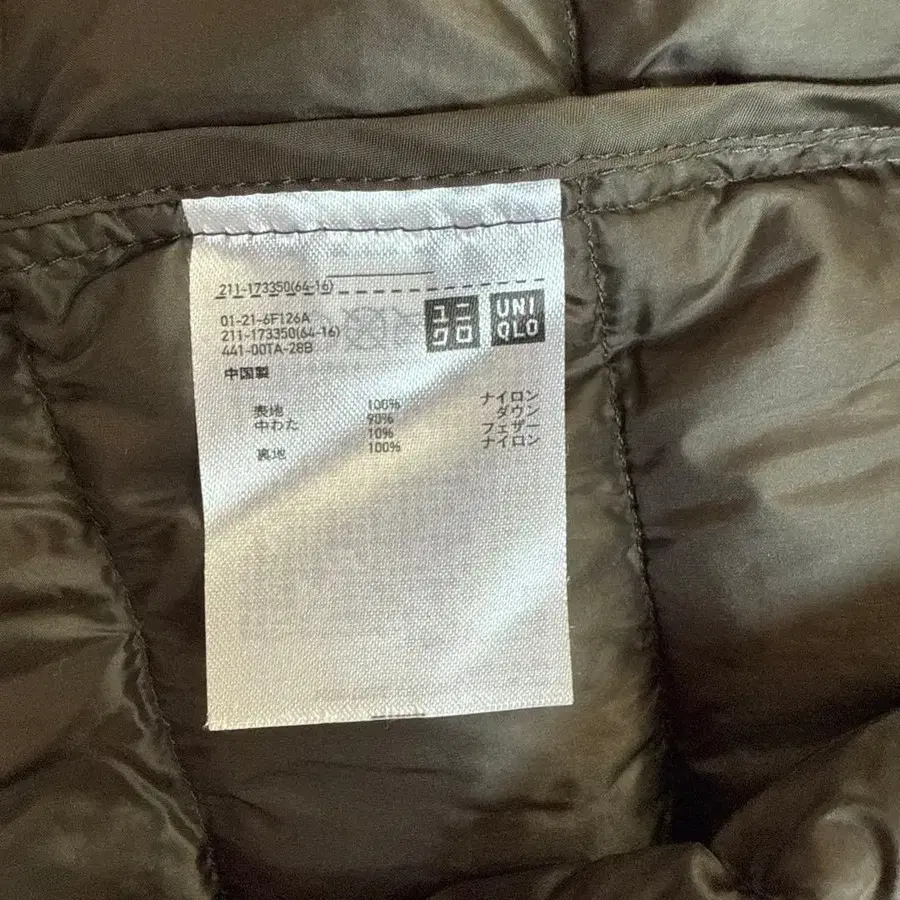 211-173350(64-16)
ユニクロ UNIQLO
01-21-6F126A
211-173350(64-16)
441-00TA-28B
中国製
表地 100% ナイロン
中わた 90% ダウン
10% フェザー
裏地 100% ナイロン